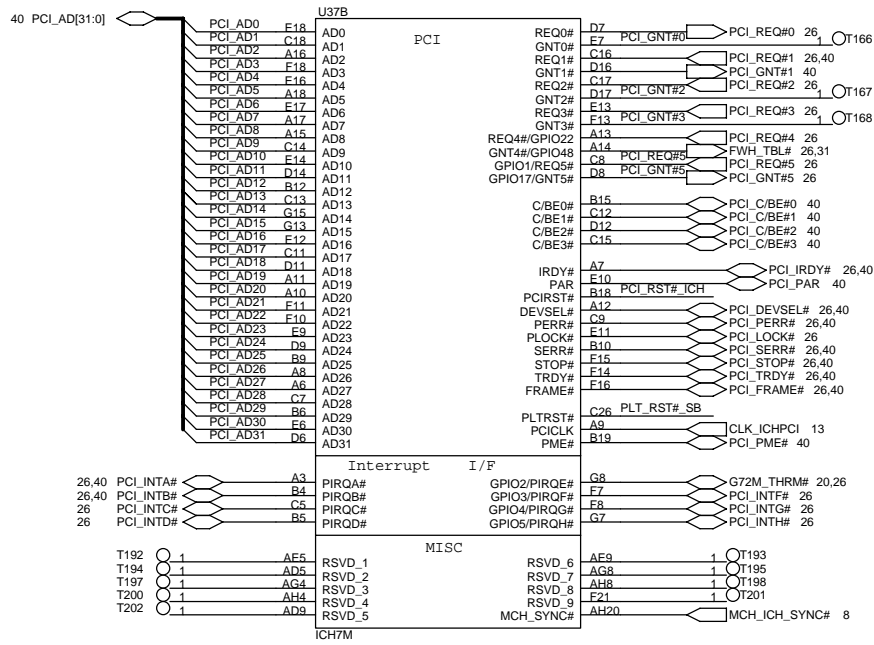 U37B
40 PCI_AD[31:0]
PCI
PCI_AD0 E18 AD0
PCI_AD1 C18 AD1
PCI_AD2 A16 AD2
PCI_AD3 F18 AD3
PCI_AD4 E16 AD4
PCI_AD5 A18 AD5
PCI_AD6 E17 AD6
PCI_AD7 A17 AD7
PCI_AD8 A15 AD8
PCI_AD9 C14 AD9
PCI_AD10 E14 AD10
PCI_AD11 D14 AD11
PCI_AD12 B12 AD12
PCI_AD13 C13 AD13
PCI_AD14 G15 AD14
PCI_AD15 G13 AD15
PCI_AD16 E12 AD16
PCI_AD17 C11 AD17
PCI_AD18 D11 AD18
PCI_AD19 A11 AD19
PCI_AD20 A10 AD20
PCI_AD21 F11 AD21
PCI_AD22 F10 AD22
PCI_AD23 E9 AD23
PCI_AD24 D9 AD24
PCI_AD25 B9 AD25
PCI_AD26 A8 AD26
PCI_AD27 A6 AD27
PCI_AD28 C7 AD28
PCI_AD29 B6 AD29
PCI_AD30 E6 AD30
PCI_AD31 D6 AD31
REQ0# D7 PCI_REQ#0 26
GNT0# E7 PCI_GNT#0 1 T166
REQ1# C16 PCI_REQ#1 26,40
GNT1# D16 PCI_GNT#1 40
REQ2# C17 PCI_REQ#2 26
GNT2# D17 PCI_GNT#2 1 T167
REQ3# E13 PCI_REQ#3 26
GNT3# F13 PCI_GNT#3 1 T168
REQ4#/GPIO22 A13 PCI_REQ#4 26
GNT4#/GPIO48 A14 FWH_TBL# 26,31
GPIO1/REQ5# C8 PCI_REQ#5 PCI_REQ#5 26
GPIO17/GNT5# D8 PCI_GNT#5 PCI_GNT#5 26
C/BE0# B15 PCI_C/BE#0 40
C/BE1# C12 PCI_C/BE#1 40
C/BE2# D12 PCI_C/BE#2 40
C/BE3# C15 PCI_C/BE#3 40
IRDY# A7 PCI_IRDY# 26,40
PAR E10 PCI_PAR 40
PCIRST# B18 PCI_RST#_ICH
DEVSEL# A12 PCI_DEVSEL# 26,40
PERR# C9 PCI_PERR# 26,40
PLOCK# E11 PCI_LOCK# 26
SERR# B10 PCI_SERR# 26,40
STOP# F15 PCI_STOP# 26,40
TRDY# F14 PCI_TRDY# 26,40
FRAME# F16 PCI_FRAME# 26,40
PLTRST# C26 PLT_RST#_SB
PCICLK A9 CLK_ICHPCI 13
PME# B19 PCI_PME# 40
Interrupt I/F
26,40 PCI_INTA# A3 PIRQA#
26,40 PCI_INTB# B4 PIRQB#
26 PCI_INTC# C5 PIRQC#
26 PCI_INTD# B5 PIRQD#
GPIO2/PIRQE# G8 G72M_THRM# 20,26
GPIO3/PIRQF# F7 PCI_INTF# 26
GPIO4/PIRQG# F8 PCI_INTG# 26
GPIO5/PIRQH# G7 PCI_INTH# 26
MISC
T192 1 AE5 RSVD_1
T194 1 AD5 RSVD_2
T197 1 AG4 RSVD_3
T200 1 AH4 RSVD_4
T202 1 AD9 RSVD_5
RSVD_6 AE9 1 T193
RSVD_7 AG8 1 T195
RSVD_8 AH8 1 T198
RSVD_9 F21 1 T201
MCH_SYNC# AH20 MCH_ICH_SYNC# 8
ICH7M